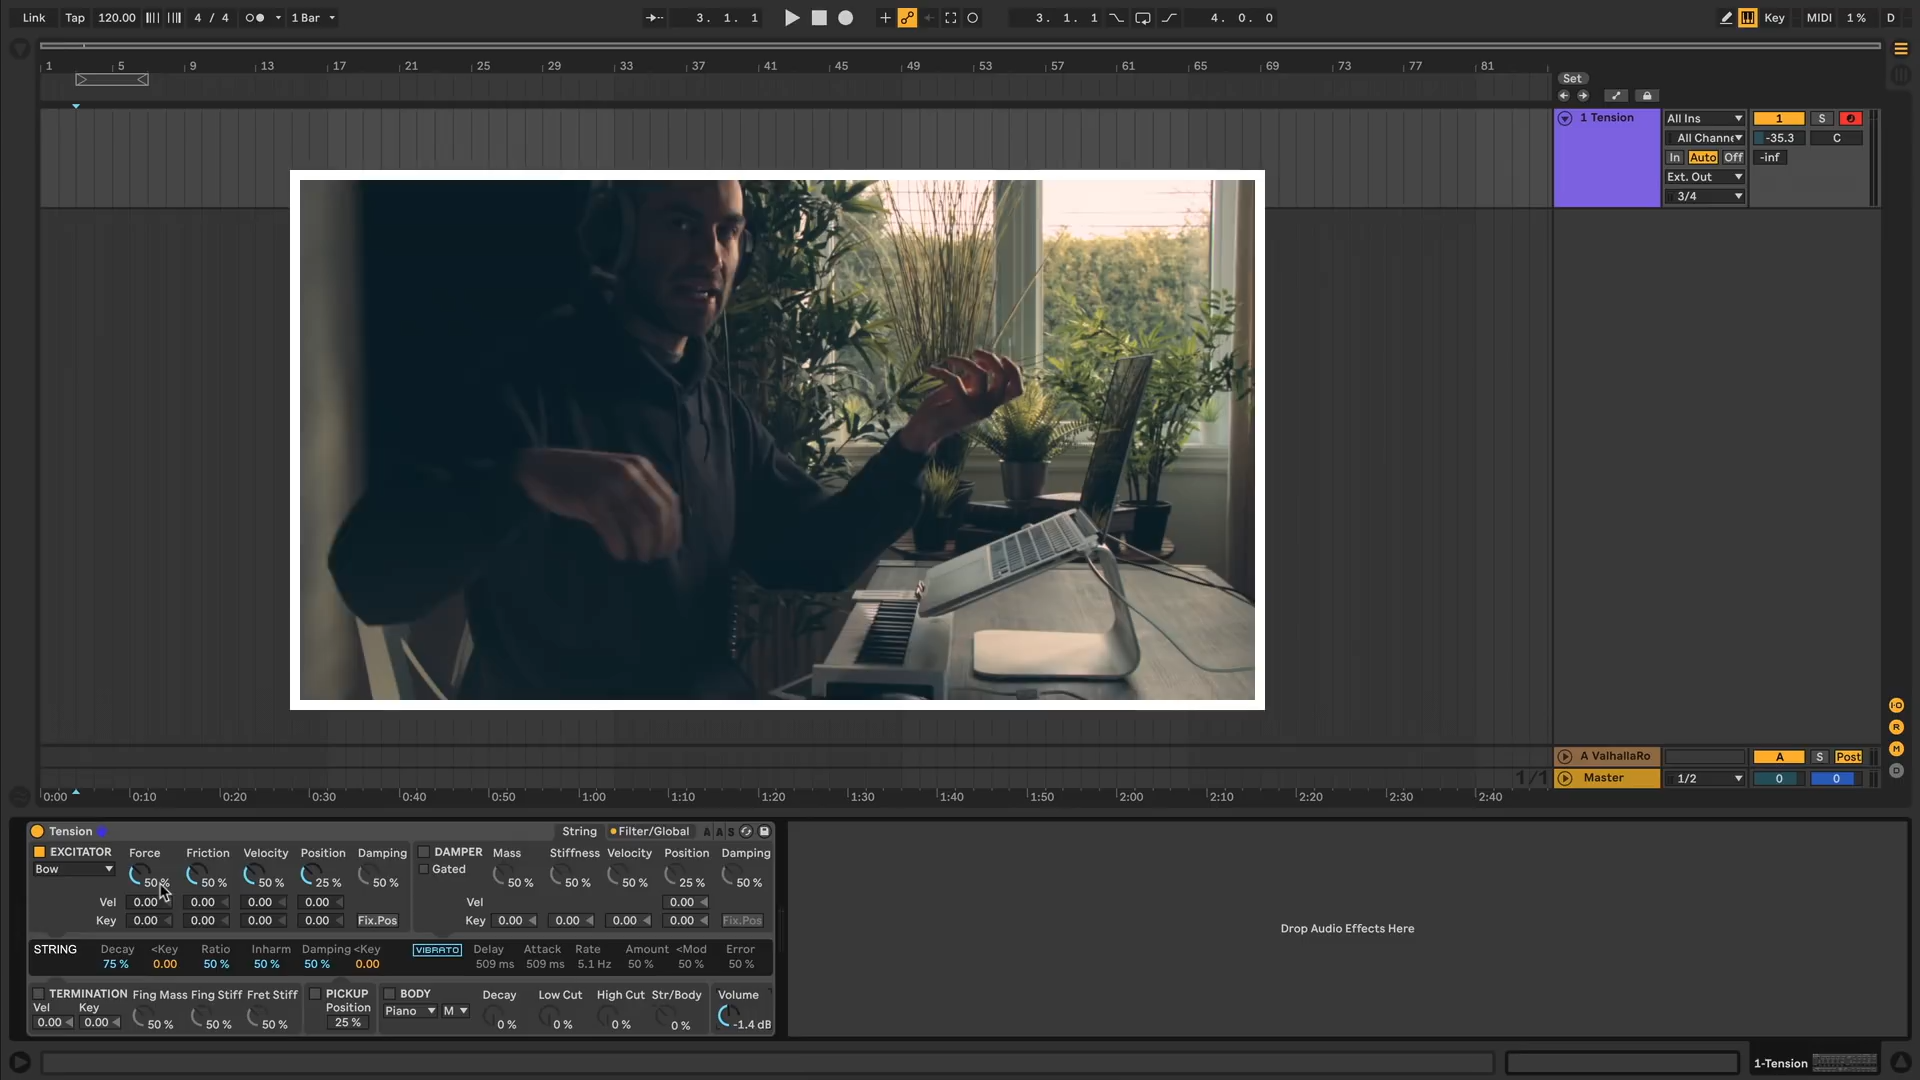 Link Tap 120.00 4 / 4 1 Bar 3. 1. 1 3. 1. 1 4. 0. 0 Key MIDI 1 % D
1 5 9 13 17 21 25 29 33 37 41 45 49 53 57 61 65 69 73 77 81
Set
1 Tension All Ins 1 S
All Channe -35.3 C
In Auto Off -inf
Ext. Out
3/4
A ValhallaRo A S Post
1/1 Master 1/2 0 0
0:00 0:10 0:20 0:30 0:40 0:50 1:00 1:10 1:20 1:30 1:40 1:50 2:00 2:10 2:20 2:30 2:40
Tension String Filter/Global A A S
EXCITATOR Force Friction Velocity Position Damping DAMPER Mass Stiffness Velocity Position Damping
Bow Gated
50 % 50 % 50 % 25 % 50 % 50 % 50 % 50 % 25 % 50 %
Vel 0.00 0.00 0.00 0.00 Vel 0.00
Key 0.00 0.00 0.00 0.00 Fix.Pos Key 0.00 0.00 0.00 0.00 Fix.Pos
STRING Decay <Key Ratio Inharm Damping <Key VIBRATO Delay Attack Rate Amount <Mod Error
75 % 0.00 50 % 50 % 50 % 0.00 509 ms 509 ms 5.1 Hz 50 % 50 % 50 %
TERMINATION Fing Mass Fing Stiff Fret Stiff PICKUP BODY Decay Low Cut High Cut Str/Body Volume
Vel Key Position Piano M
0.00 0.00 50 % 50 % 50 % 25 % 0 % 0 % 0 % 0 % -1.4 dB
Drop Audio Effects Here
1-Tension